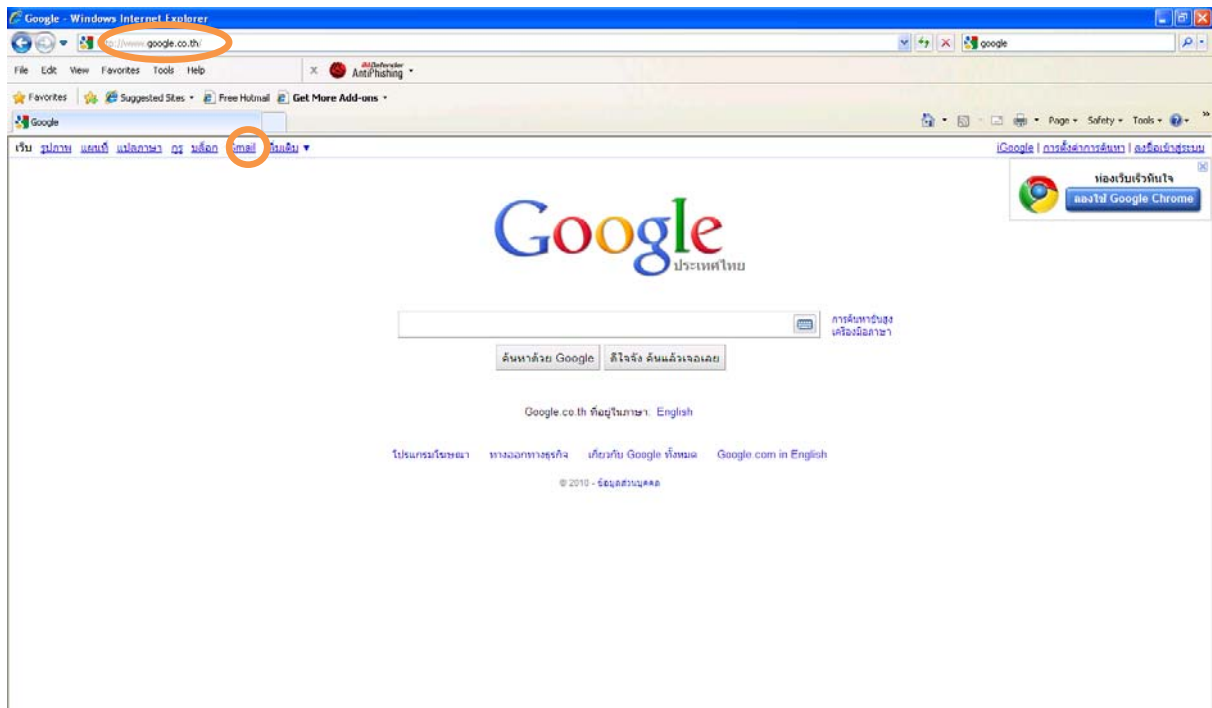 Google - Windows Internet Explorer
://www.google.co.th/
google
File Edit View Favorites Tools Help
x BitDefender AntiPhishing
Favorites Suggested Sites Free Hotmail Get More Add-ons
Google
Page Safety Tools
เว็บ รูปภาพ แผนที่ แปลภาษา กูรู บล็อก Gmail เพิ่มเติม ▼
iGoogle | การตั้งค่าการค้นหา | ลงชื่อเข้าสู่ระบบ
ท่องเว็บเร็วทันใจ
ลองใช้ Google Chrome
Google
ประเทศไทย
การค้นหาขั้นสูง
เครื่องมือภาษา
ค้นหาด้วย Google ดีใจจัง ค้นแล้วเจอเลย
Google.co.th ที่อยู่ในภาษา: English
โปรแกรมโฆษณา ทางออกทางธุรกิจ เกี่ยวกับ Google ทั้งหมด Google.com in English
© 2010 - ข้อมูลส่วนบุคคล